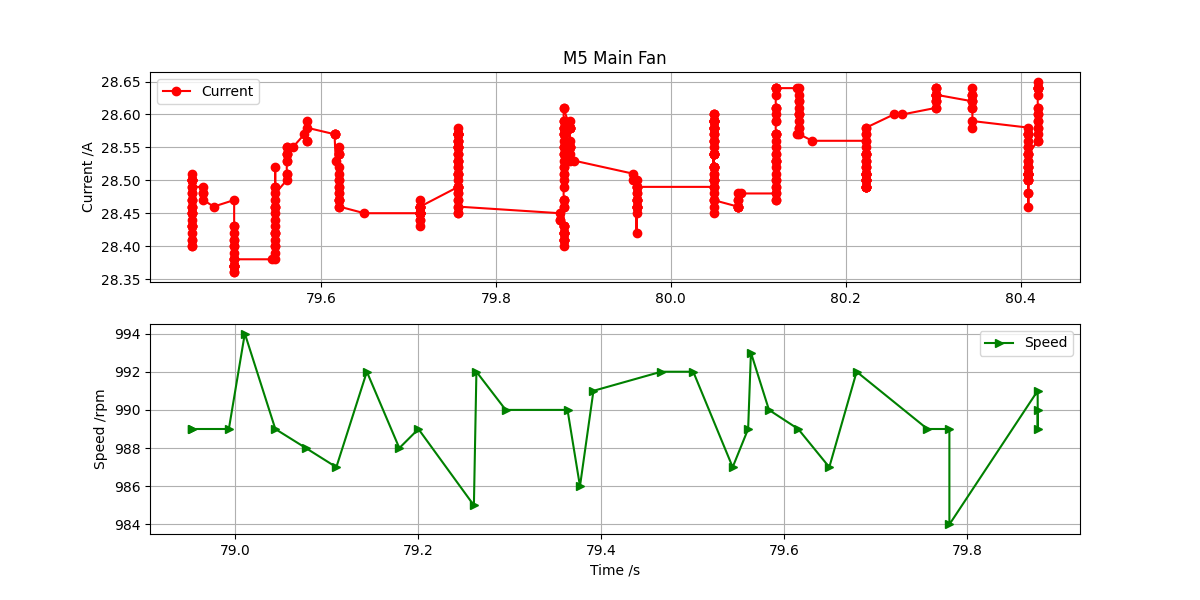 M5 Main Fan
28.65
28.60
28.55
28.50
28.45
28.40
28.35
Current /A
Current
79.6 79.8 80.0 80.2 80.4
994
992
990
988
986
984
Speed /rpm
Speed
79.0 79.2 79.4 79.6 79.8
Time /s